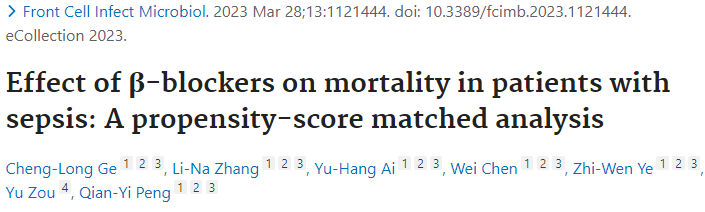 > Front Cell Infect Microbiol. 2023 Mar 28;13:1121444. doi: 10.3389/fcimb.2023.1121444.
eCollection 2023.
Effect of β-blockers on mortality in patients with
sepsis: A propensity-score matched analysis
Cheng-Long Ge 1 2 3, Li-Na Zhang 1 2 3, Yu-Hang Ai 1 2 3, Wei Chen 1 2 3, Zhi-Wen Ye 1 2 3,
Yu Zou 4, Qian-Yi Peng 1 2 3